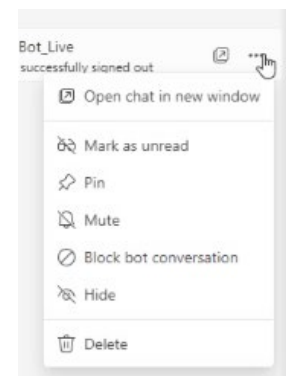 Bot_Live
successfully signed out
Open chat in new window
Mark as unread
Pin
Mute
Block bot conversation
Hide
Delete